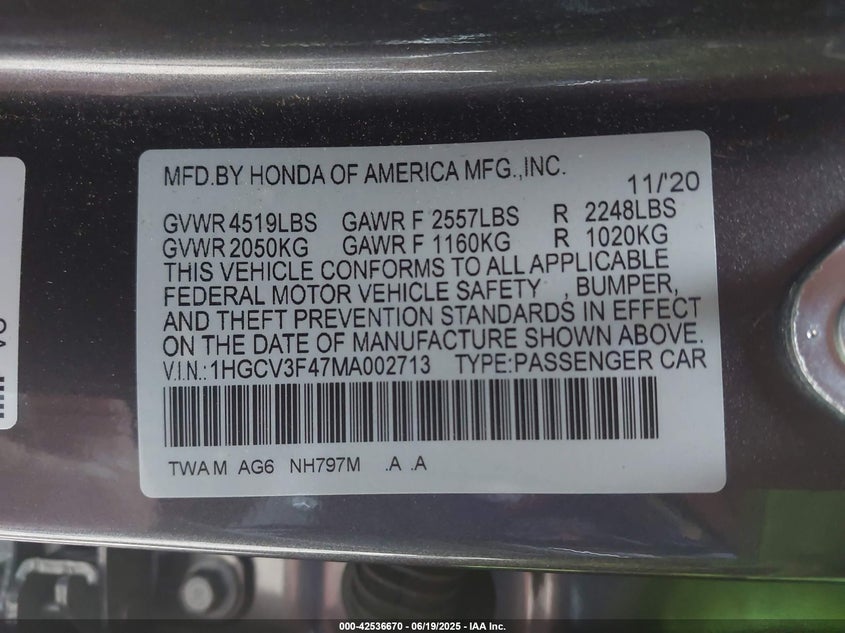 MFD.BY HONDA OF AMERICA MFG.,INC.
11/'20
GVWR 4519LBS GAWR F 2557LBS R 2248LBS
GVWR 2050KG GAWR F 1160KG R 1020KG
THIS VEHICLE CONFORMS TO ALL APPLICABLE
FEDERAL MOTOR VEHICLE SAFETY , BUMPER,
AND THEFT PREVENTION STANDARDS IN EFFECT
ON THE DATE OF MANUFACTURE SHOWN ABOVE.
V.I.N.:1HGCV3F47MA002713 TYPE:PASSENGER CAR
TWA M AG6 NH797M .A .A
000-42536670 / 06/19/2025 - IAA Inc.